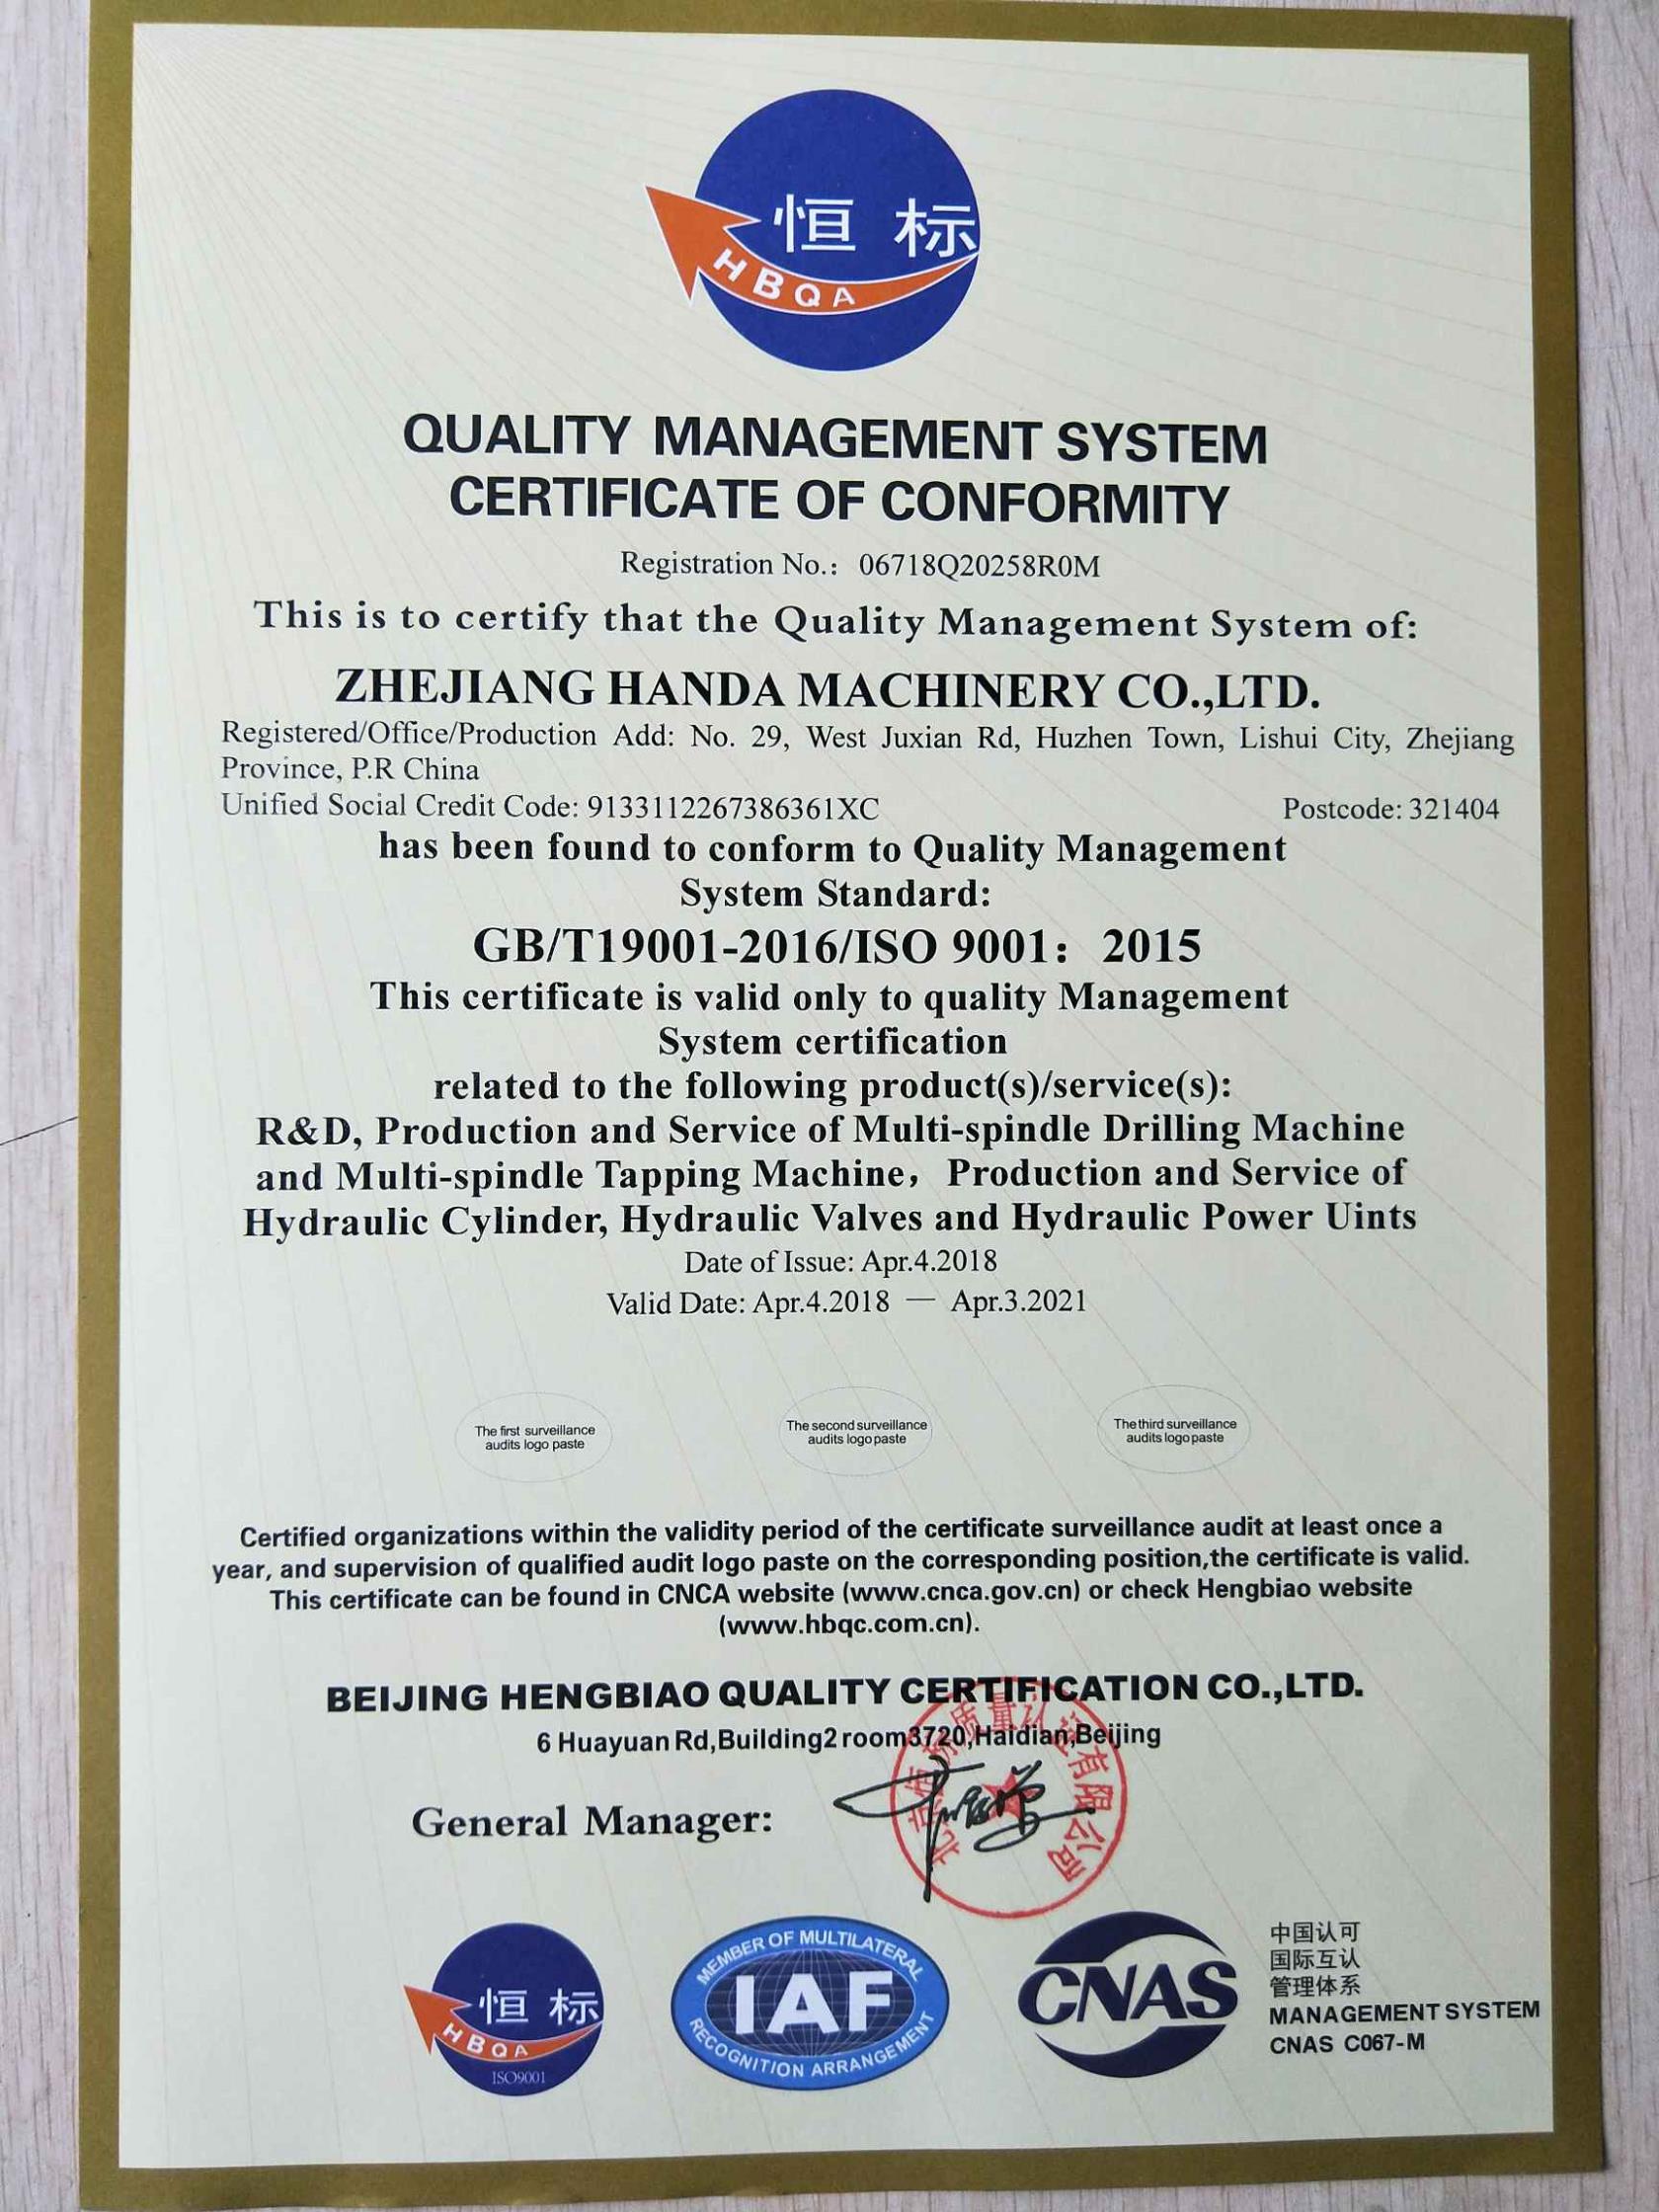 恒 标
HBQA
QUALITY MANAGEMENT SYSTEM
CERTIFICATE OF CONFORMITY
Registration No.: 06718Q20258R0M
This is to certify that the Quality Management System of:
ZHEJIANG HANDA MACHINERY CO.,LTD.
Registered/Office/Production Add: No. 29, West Juxian Rd, Huzhen Town, Lishui City, Zhejiang
Province, P.R China
Unified Social Credit Code: 9133112267386361XC Postcode: 321404
has been found to conform to Quality Management
System Standard:
GB/T19001-2016/ISO 9001：2015
This certificate is valid only to quality Management
System certification
related to the following product(s)/service(s):
R&D, Production and Service of Multi-spindle Drilling Machine
and Multi-spindle Tapping Machine，Production and Service of
Hydraulic Cylinder, Hydraulic Valves and Hydraulic Power Uints
Date of Issue: Apr.4.2018
Valid Date: Apr.4.2018 — Apr.3.2021
The first surveillance
audits logo paste
The second surveillance
audits logo paste
The third surveillance
audits logo paste
Certified organizations within the validity period of the certificate surveillance audit at least once a
year, and supervision of qualified audit logo paste on the corresponding position,the certificate is valid.
This certificate can be found in CNCA website (www.cnca.gov.cn) or check Hengbiao website
(www.hbqc.com.cn).
BEIJING HENGBIAO QUALITY CERTIFICATION CO.,LTD.
6 Huayuan Rd,Building2 room3720,Haidian,Beijing
北京恒标质量认证有限公司
General Manager:
恒 标
HBQA
ISO9001
MEMBER OF MULTILATERAL
IAF
RECOGNITION ARRANGEMENT
CNAS
中国认可
国际互认
管理体系
MANAGEMENT SYSTEM
CNAS C067-M